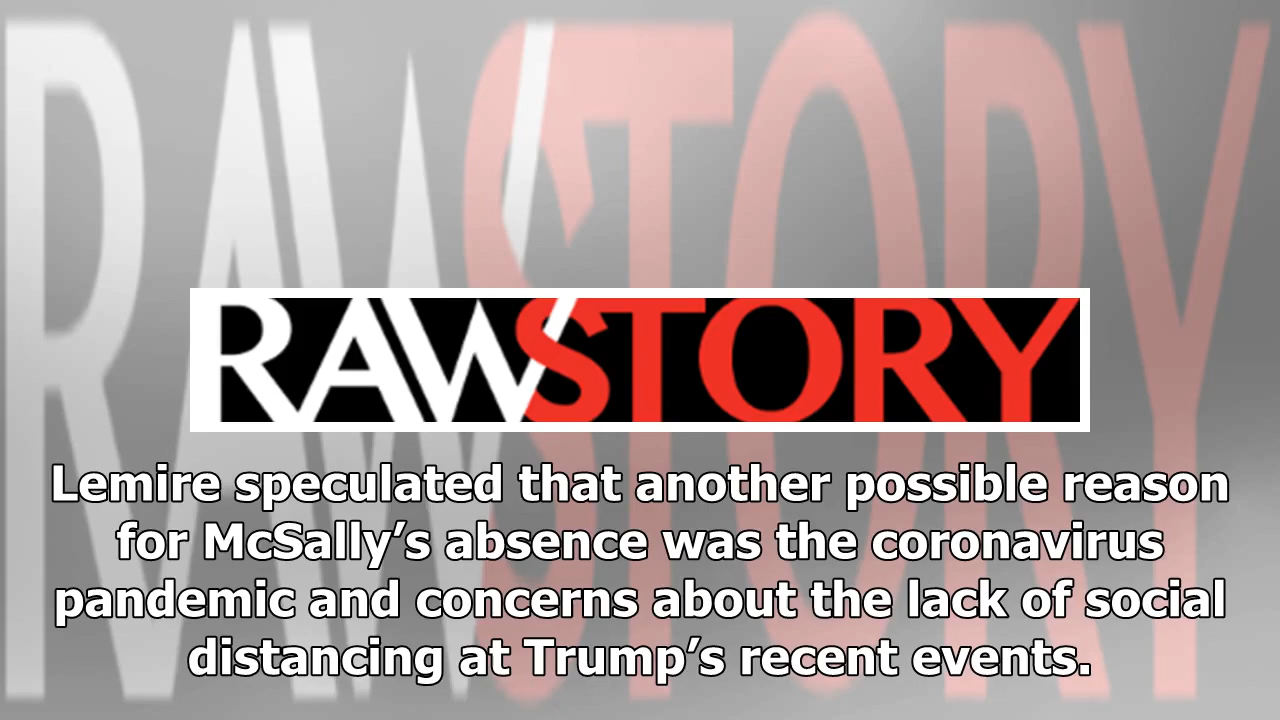 RAWSTORY
RAWSTORY
Lemire speculated that another possible reason
for McSally’s absence was the coronavirus
pandemic and concerns about the lack of social
distancing at Trump’s recent events.